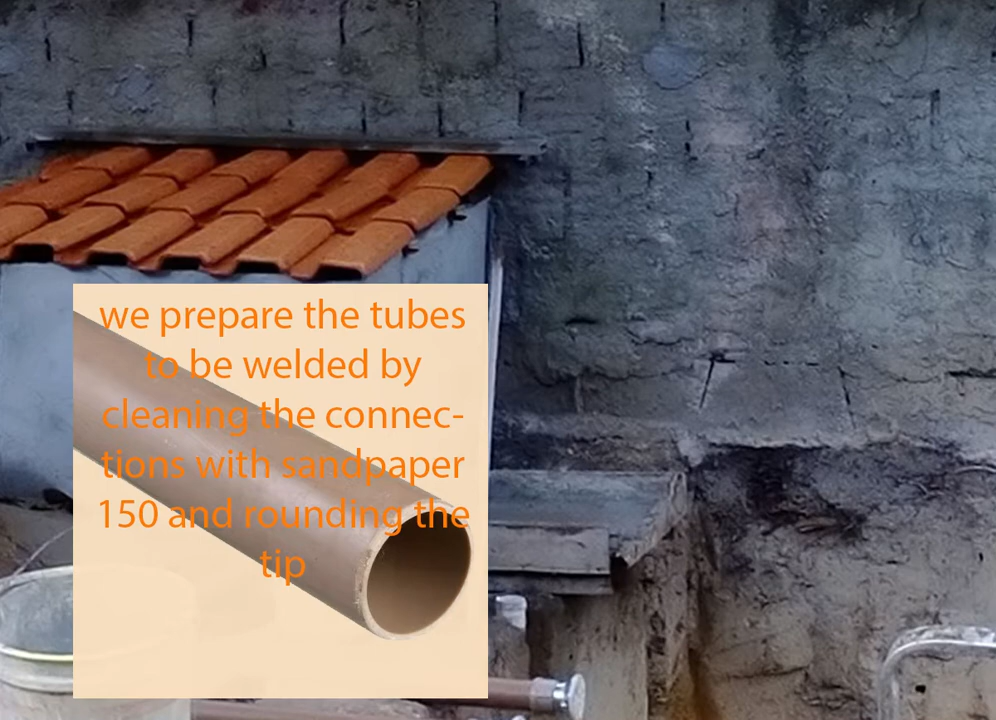 we prepare the tubes
to be welded by
cleaning the connec-
tions with sandpaper
150 and rounding the
tip